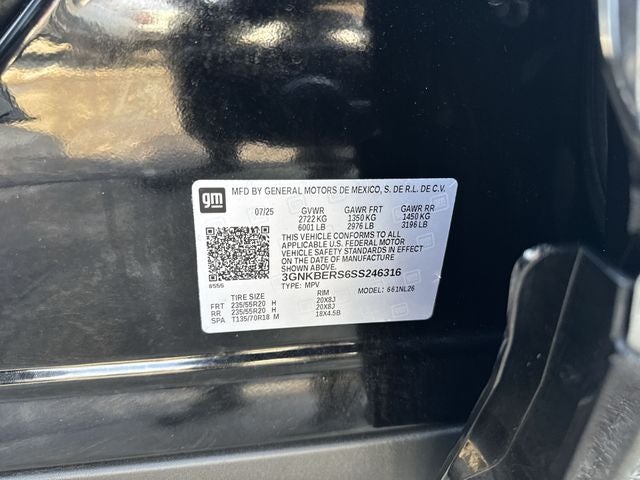 gm MFD BY GENERAL MOTORS DE MEXICO, S. DE R.L. DE C.V.
07/25 GVWR GAWR FRT GAWR RR
2722 KG 1350 KG 1450 KG
6001 LB 2976 LB 3196 LB
THIS VEHICLE CONFORMS TO ALL
APPLICABLE U.S. FEDERAL MOTOR
VEHICLE SAFETY STANDARDS IN EFFECT
ON THE DATE OF MANUFACTURE
SHOWN ABOVE.
3GNKBERS6SS246316
TYPE: MPV MODEL: 661NL26
TIRE SIZE RIM
FRT 235/55R20 H 20X8J
RR 235/55R20 H 20X8J
SPA T135/70R18 M 18X4.5B